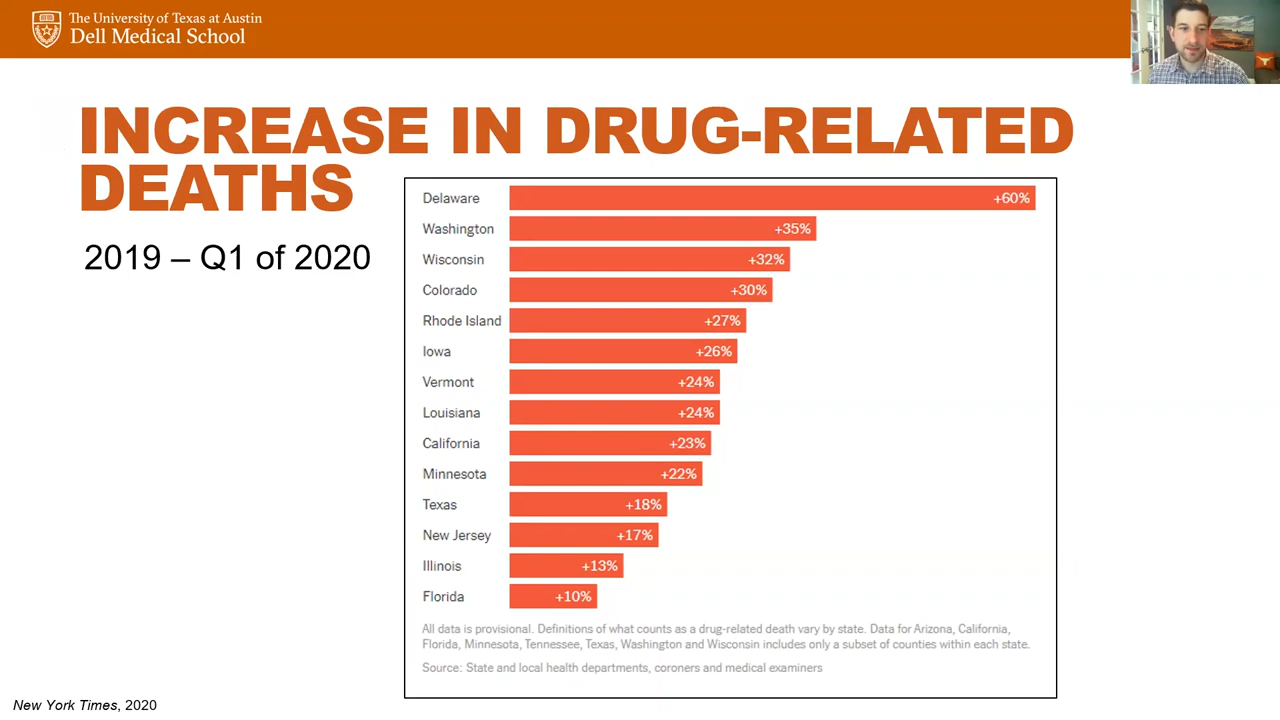 The University of Texas at Austin
Dell Medical School
INCREASE IN DRUG-RELATED
DEATHS
2019 – Q1 of 2020
Delaware +60%
Washington +35%
Wisconsin +32%
Colorado +30%
Rhode Island +27%
Iowa +26%
Vermont +24%
Louisiana +24%
California +23%
Minnesota +22%
Texas +18%
New Jersey +17%
Illinois +13%
Florida +10%
All data is provisional. Definitions of what counts as a drug-related death vary by state. Data for Arizona, California,
Florida, Minnesota, Tennessee, Texas, Washington and Wisconsin includes only a subset of counties within each state.
Source: State and local health departments, coroners and medical examiners
New York Times, 2020